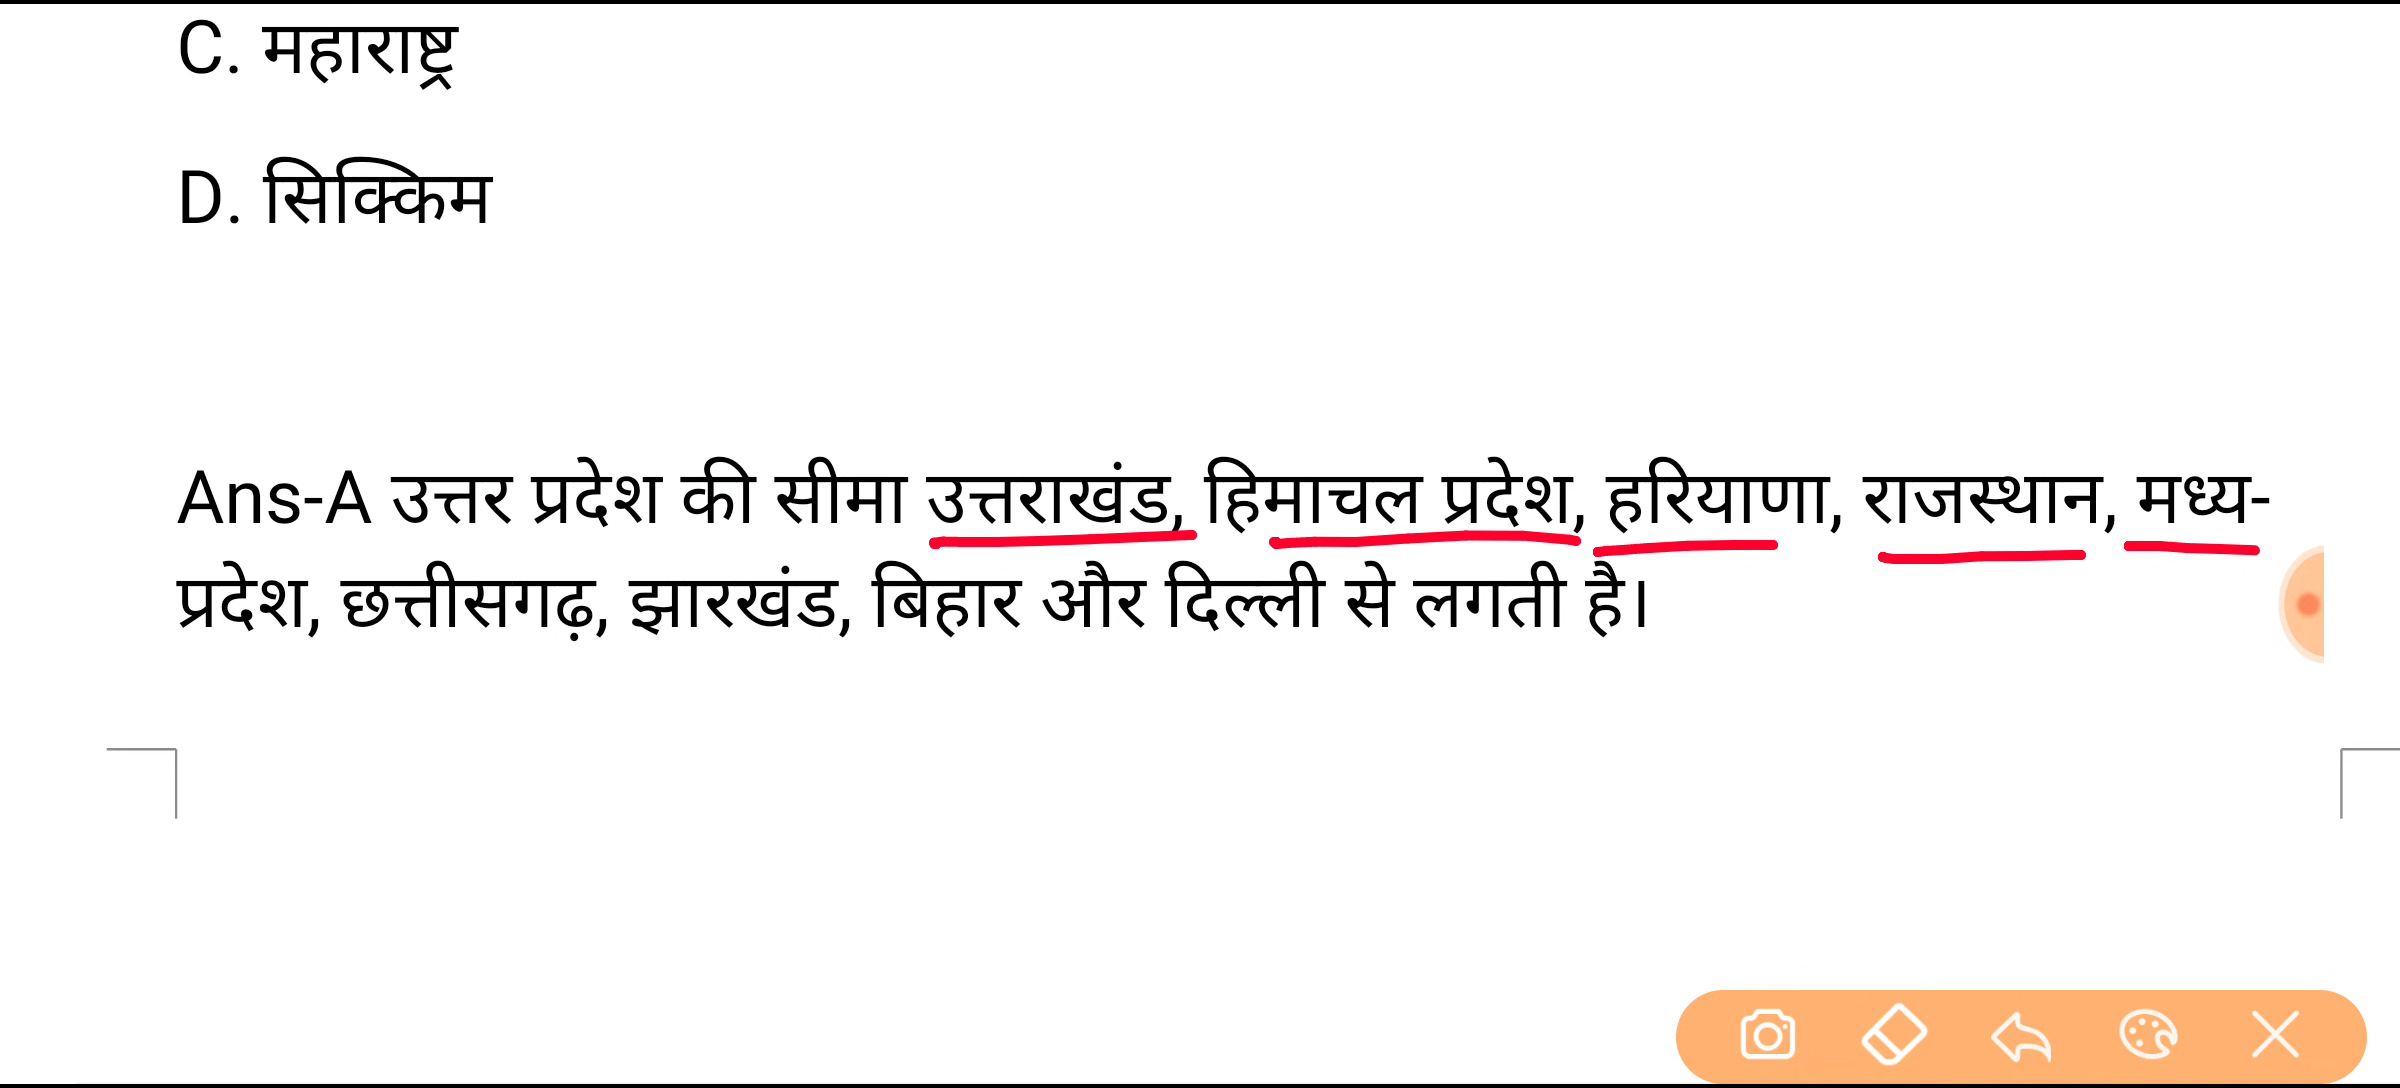 C. महाराष्ट्र
D. सिक्किम
Ans-A उत्तर प्रदेश की सीमा उत्तराखंड, हिमाचल प्रदेश, हरियाणा, राजस्थान, मध्य-
प्रदेश, छत्तीसगढ़, झारखंड, बिहार और दिल्ली से लगती है।